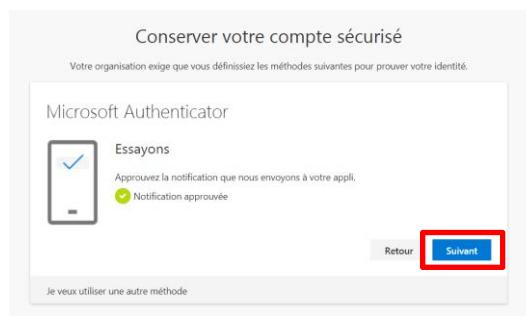 Conserver votre compte sécurisé
Votre organisation exige que vous définissiez les méthodes suivantes pour prouver votre identité.
Microsoft Authenticator
Essayons
Approuvez la notification que nous envoyons à votre appli.
Notification approuvée
Retour
Suivant
Je veux utiliser une autre méthode